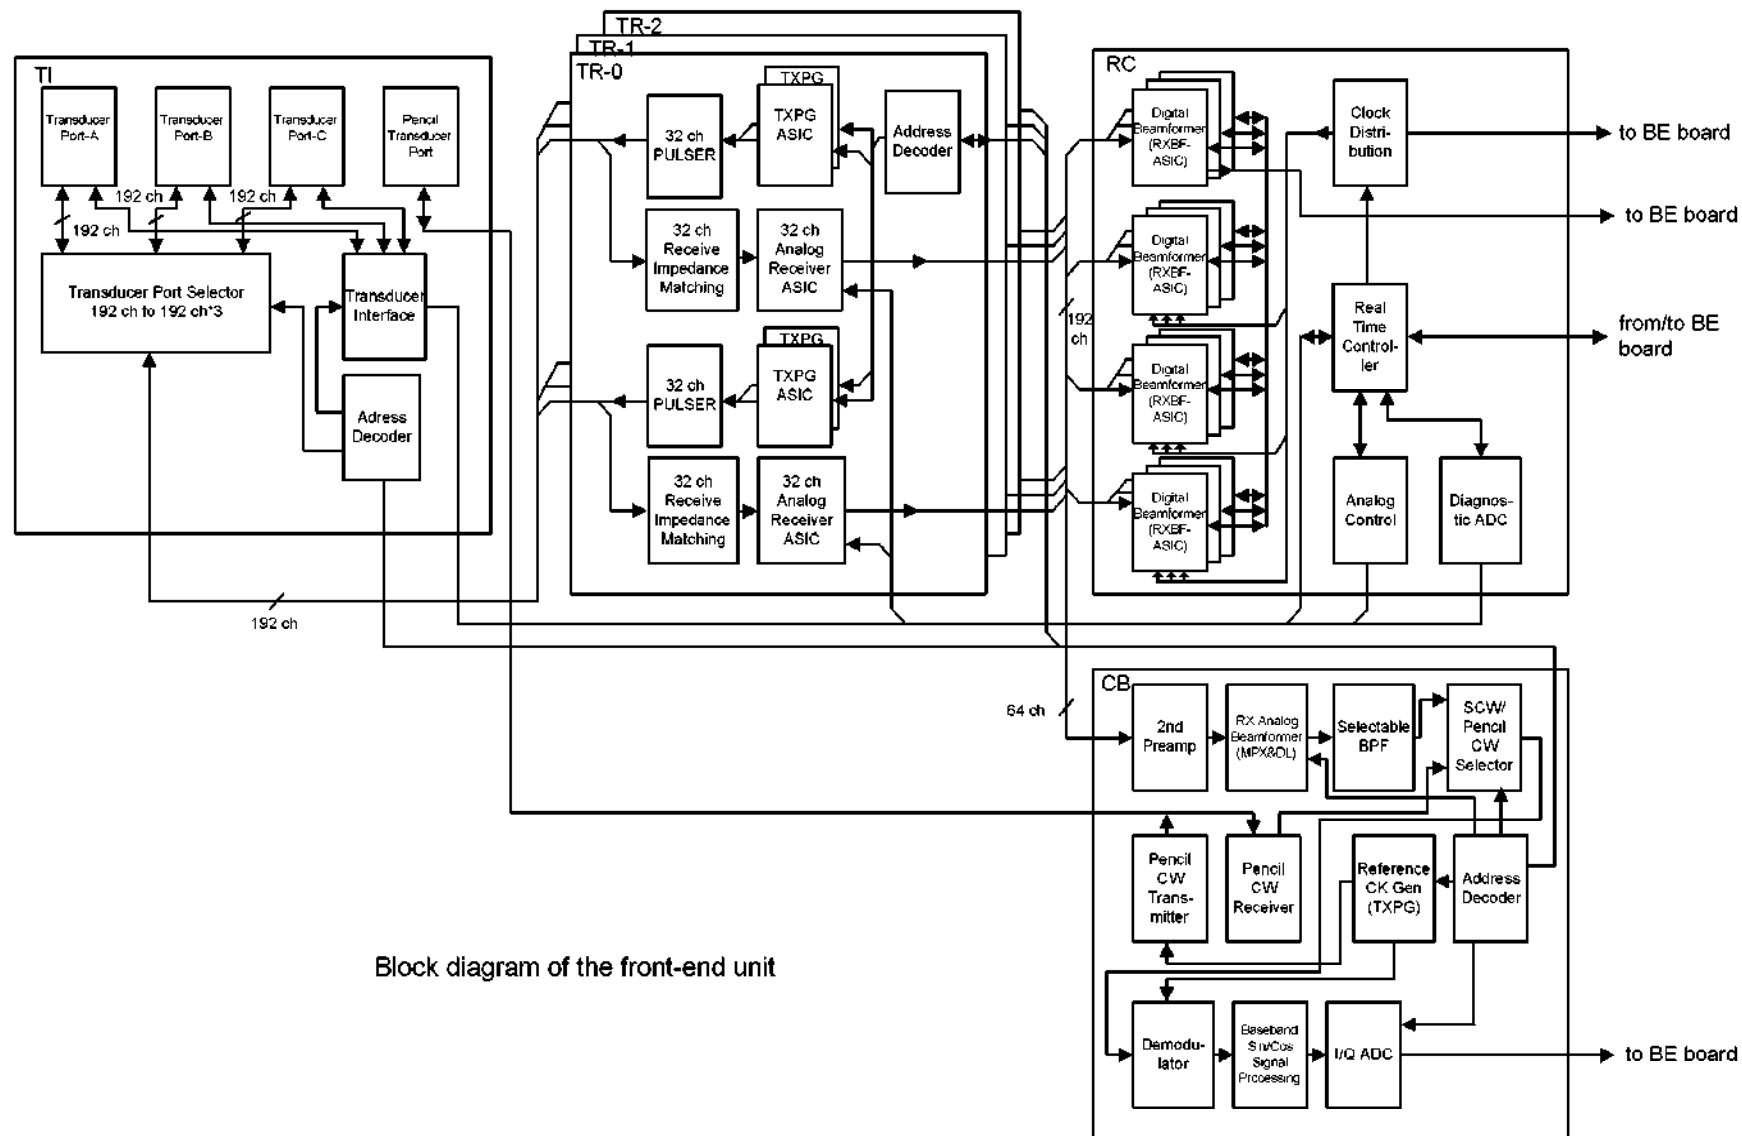 TI
Transducer
Port-A
Transducer
Port-B
Transducer
Port-C
Pencil
Transducer
Port
192 ch
192 ch
192 ch
Transducer Port Selector
192 ch to 192 ch*3
Transducer
Interface
Adress
Decoder
192 ch
TR-2
TR-1
TR-0
32 ch
PULSER
TXPG
TXPG
ASIC
Address
Decoder
32 ch
Receive
Impedance
Matching
32 ch
Analog
Receiver
ASIC
32 ch
PULSER
TXPG
TXPG
ASIC
32 ch
Receive
Impedance
Matching
32 ch
Analog
Receiver
ASIC
RC
Digital
Beamformer
(RXBF-
ASIC)
Digital
Beamformer
(RXBF-
ASIC)
192
ch
Digital
Beamformer
(RXBF-
ASIC)
Digital
Beamformer
(RXBF-
ASIC)
Clock
Distri-
bution
Real
Time
Control-
ler
Analog
Control
Diagnos-
tic ADC
to BE board
to BE board
from/to BE
board
CB
64 ch
2nd
Preamp
RX Analog
Beamformer
(MPX&DL)
Selectable
BPF
SCW/
Pencil
CW
Selector
Pencil
CW
Trans-
mitter
Pencil
CW
Receiver
Reference
CK Gen
(TXPG)
Address
Decoder
Demodu-
lator
Baseband
Sin/Cos
Signal
Processing
I/Q ADC
to BE board
Block diagram of the front-end unit